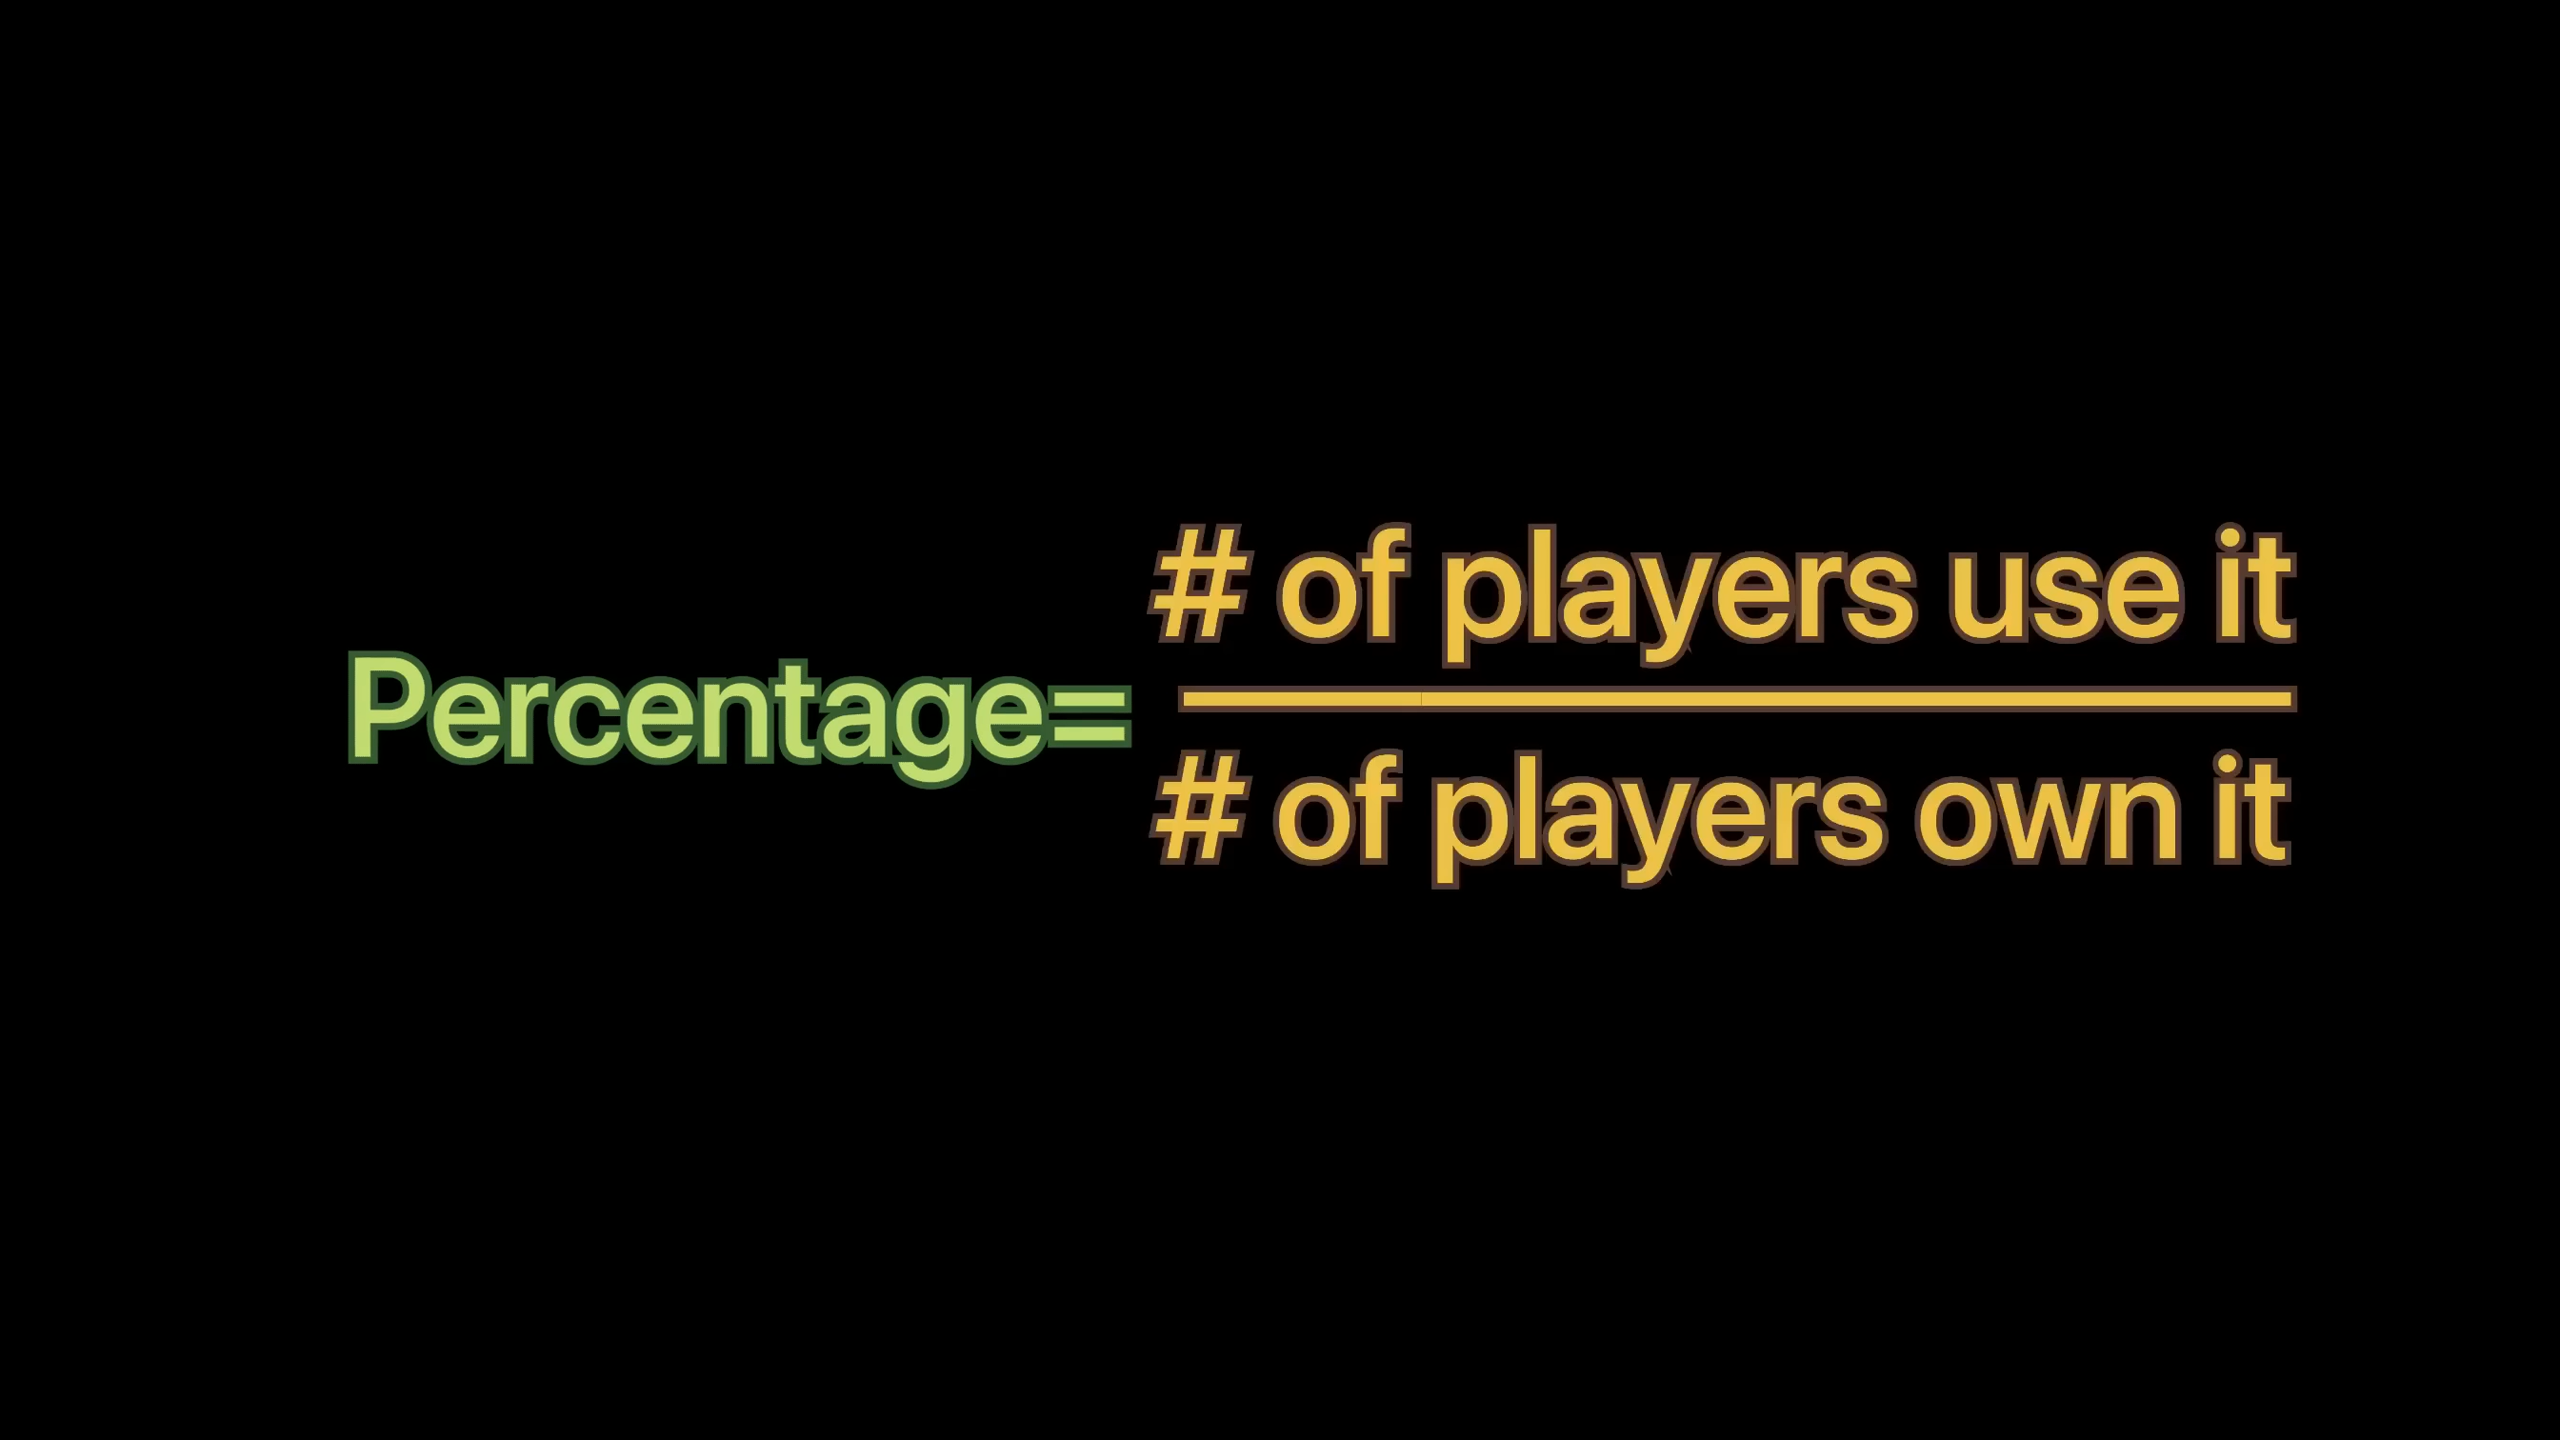 Percentage=
# of players use it
# of players own it